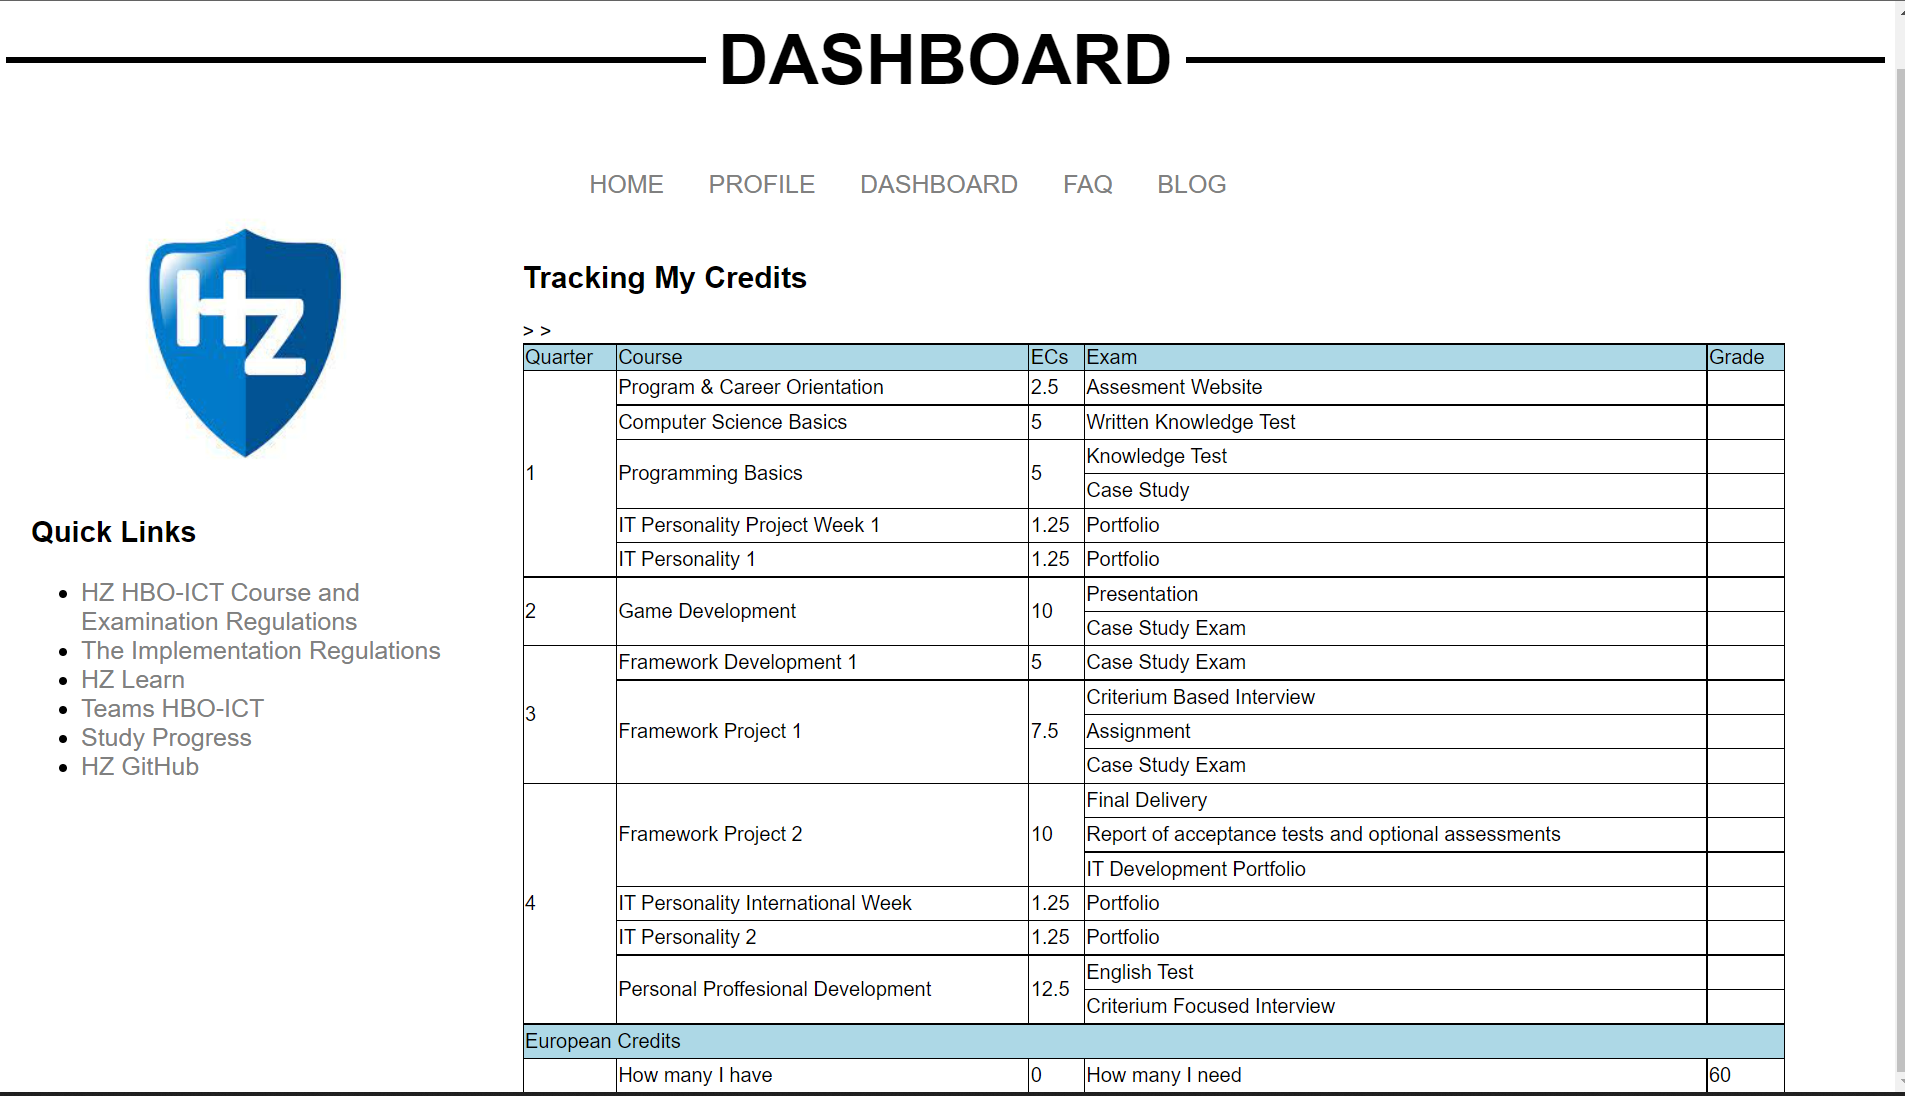 DASHBOARD
HOME PROFILE DASHBOARD FAQ BLOG
HZ
Quick Links
HZ HBO-ICT Course and
Examination Regulations
The Implementation Regulations
HZ Learn
Teams HBO-ICT
Study Progress
HZ GitHub
Tracking My Credits
> >
Quarter Course ECs Exam Grade
1
Program & Career Orientation 2.5 Assesment Website
Computer Science Basics 5 Written Knowledge Test
Programming Basics 5 Knowledge Test
Case Study
IT Personality Project Week 1 1.25 Portfolio
IT Personality 1 1.25 Portfolio
2 Game Development 10 Presentation
Case Study Exam
3
Framework Development 1 5 Case Study Exam
Framework Project 1 7.5 Criterium Based Interview
Assignment
Case Study Exam
4
Framework Project 2 10 Final Delivery
Report of acceptance tests and optional assessments
IT Development Portfolio
IT Personality International Week 1.25 Portfolio
IT Personality 2 1.25 Portfolio
Personal Proffesional Development 12.5 English Test
Criterium Focused Interview
European Credits
How many I have 0 How many I need 60